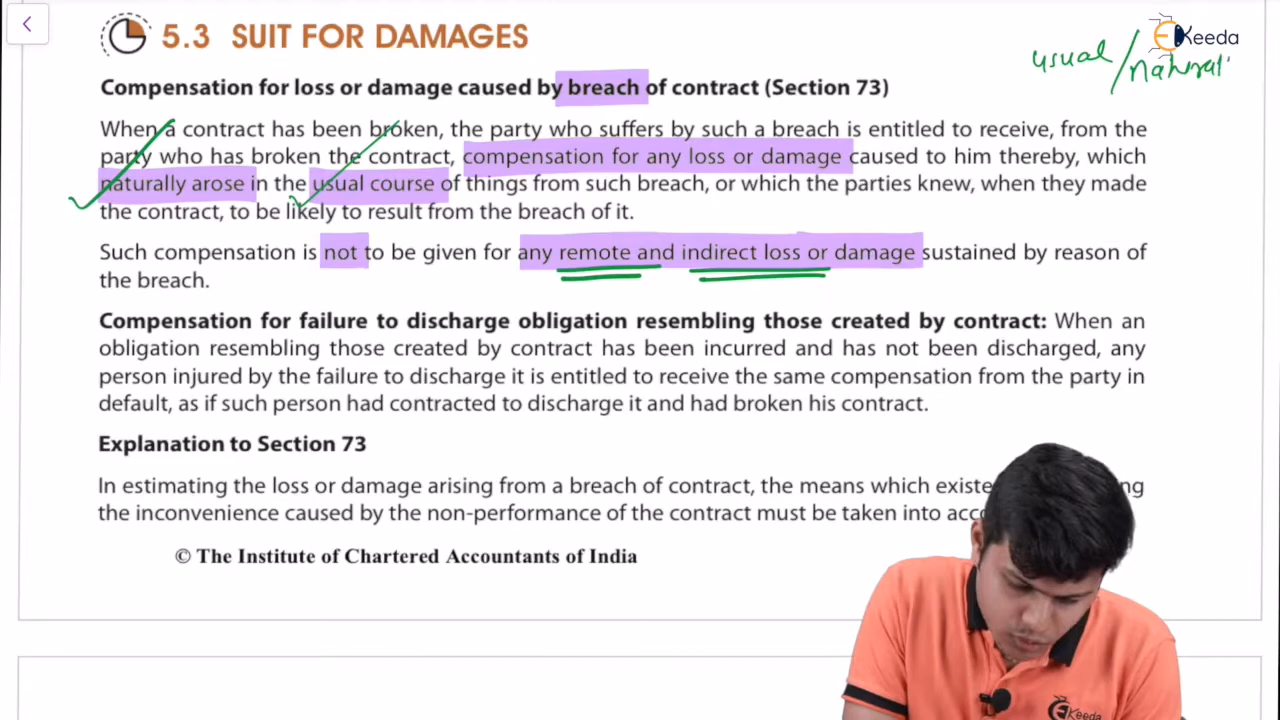 5.3 SUIT FOR DAMAGES
Keeda
usual/natural
Compensation for loss or damage caused by breach of contract (Section 73)
When a contract has been broken, the party who suffers by such a breach is entitled to receive, from the
party who has broken the contract, compensation for any loss or damage caused to him thereby, which
naturally arose in the usual course of things from such breach, or which the parties knew, when they made
the contract, to be likely to result from the breach of it.
Such compensation is not to be given for any remote and indirect loss or damage sustained by reason of
the breach.
Compensation for failure to discharge obligation resembling those created by contract: When an
obligation resembling those created by contract has been incurred and has not been discharged, any
person injured by the failure to discharge it is entitled to receive the same compensation from the party in
default, as if such person had contracted to discharge it and had broken his contract.
Explanation to Section 73
In estimating the loss or damage arising from a breach of contract, the means which
the inconvenience caused by the non-performance of the contract must be taken into
© The Institute of Chartered Accountants of India
Keeda